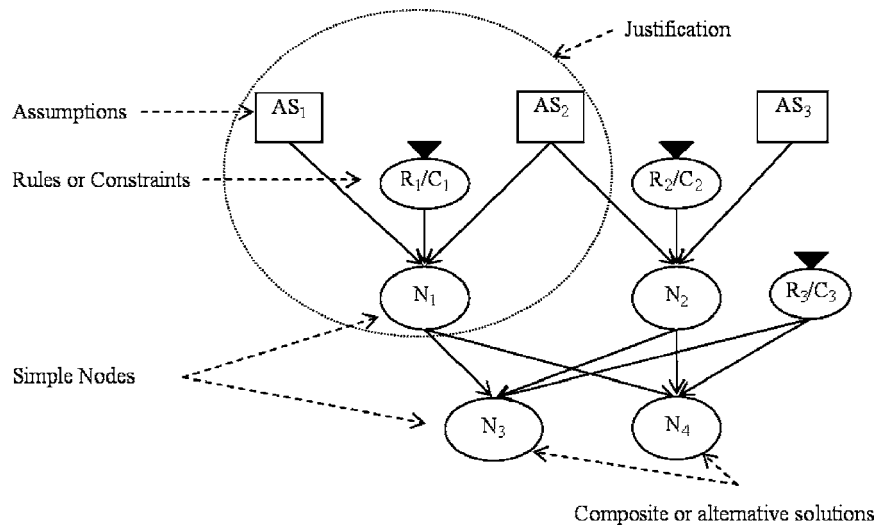 Justification
Assumptions
AS₁
AS₂
AS₃
Rules or Constraints
R₁/C₁
R₂/C₂
N₁
N₂
R₃/C₃
Simple Nodes
N₃
N₄
Composite or alternative solutions